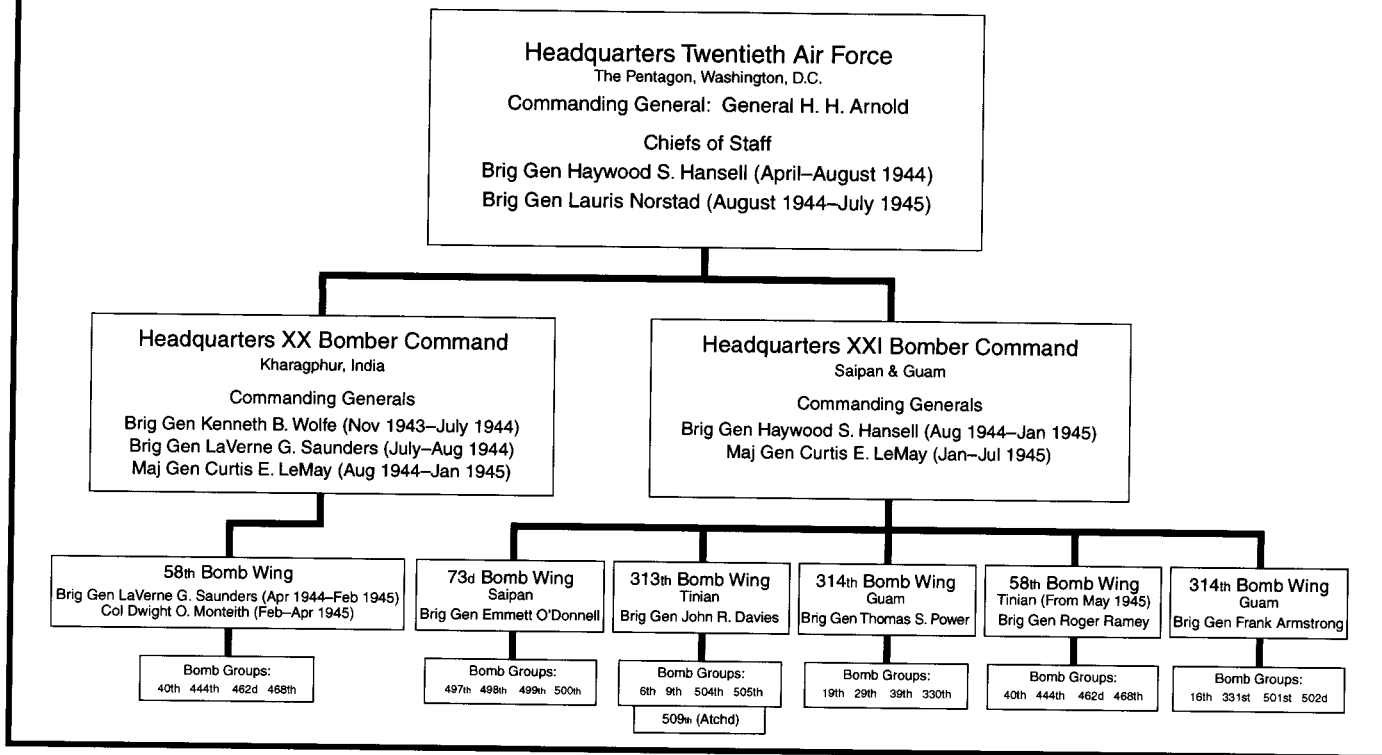 Headquarters Twentieth Air Force
The Pentagon, Washington, D.C.
Commanding General: General H. H. Arnold
Chiefs of Staff
Brig Gen Haywood S. Hansell (April–August 1944)
Brig Gen Lauris Norstad (August 1944–July 1945)
Headquarters XX Bomber Command
Kharagphur, India
Commanding Generals
Brig Gen Kenneth B. Wolfe (Nov 1943–July 1944)
Brig Gen LaVerne G. Saunders (July–Aug 1944)
Maj Gen Curtis E. LeMay (Aug 1944–Jan 1945)
Headquarters XXI Bomber Command
Saipan & Guam
Commanding Generals
Brig Gen Haywood S. Hansell (Aug 1944–Jan 1945)
Maj Gen Curtis E. LeMay (Jan–Jul 1945)
58th Bomb Wing
Brig Gen LaVerne G. Saunders (Apr 1944–Feb 1945)
Col Dwight O. Monteith (Feb–Apr 1945)
Bomb Groups:
40th 444th 462d 468th
73d Bomb Wing
Saipan
Brig Gen Emmett O'Donnell
Bomb Groups:
497th 498th 499th 500th
313th Bomb Wing
Tinian
Brig Gen John R. Davies
Bomb Groups:
6th 9th 504th 505th
509th (Atchd)
314th Bomb Wing
Guam
Brig Gen Thomas S. Power
Bomb Groups:
19th 29th 39th 330th
58th Bomb Wing
Tinian (From May 1945)
Brig Gen Roger Ramey
Bomb Groups:
40th 444th 462d 468th
314th Bomb Wing
Guam
Brig Gen Frank Armstrong
Bomb Groups:
16th 331st 501st 502d